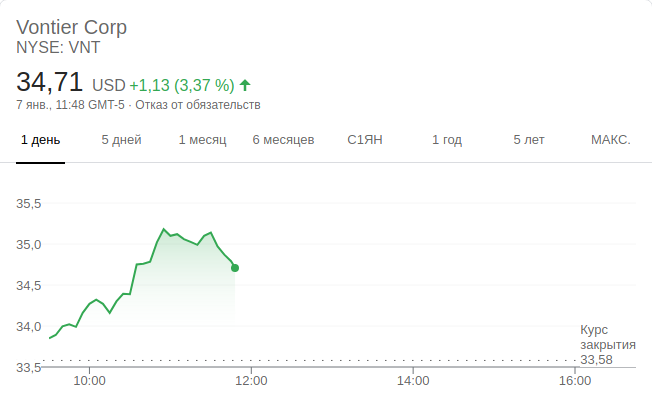 Vontier Corp
NYSE: VNT
34,71 USD +1,13 (3,37 %)
7 янв., 11:48 GMT-5 · Отказ от обязательств
1 день 5 дней 1 месяц 6 месяцев С1ЯН 1 год 5 лет МАКС.
35,5
35,0
34,5
34,0
33,5
Курс
закрытия
33,58
10:00 12:00 14:00 16:00